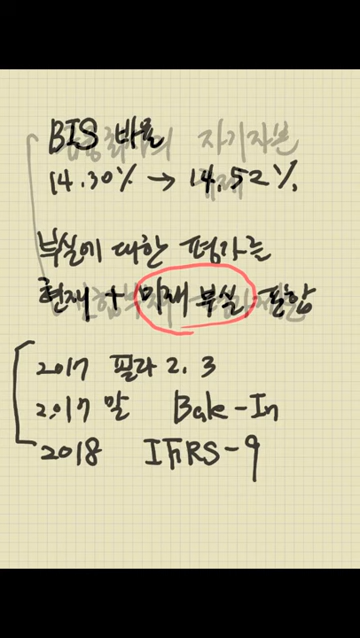 BIS 비율
14.30% → 14.52%
부실에 대한 평가는
현재 + 미래 부실 포함
2017 필라 2. 3
2017 말 Bale-In
2018 IFRS-9